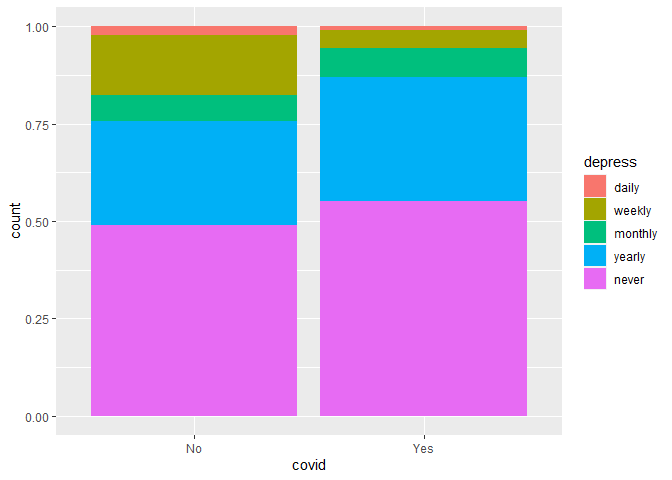 1.00
0.75
0.50
0.25
0.00
count
No
Yes
covid
depress
daily
weekly
monthly
yearly
never